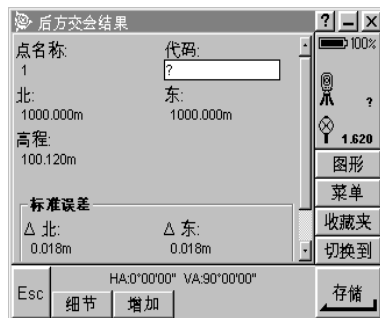 后方交会结果
? – x
点名称: 代码:
1 ?
北: 东:
1000.000m 1000.000m
高程:
100.120m
标准误差
△ 北: △ 东:
0.018m 0.018m
100%
?
1.620
图形
菜单
收藏夹
切换到
HA:0°00'00" VA:90°00'00"
Esc
细节 增加
存储